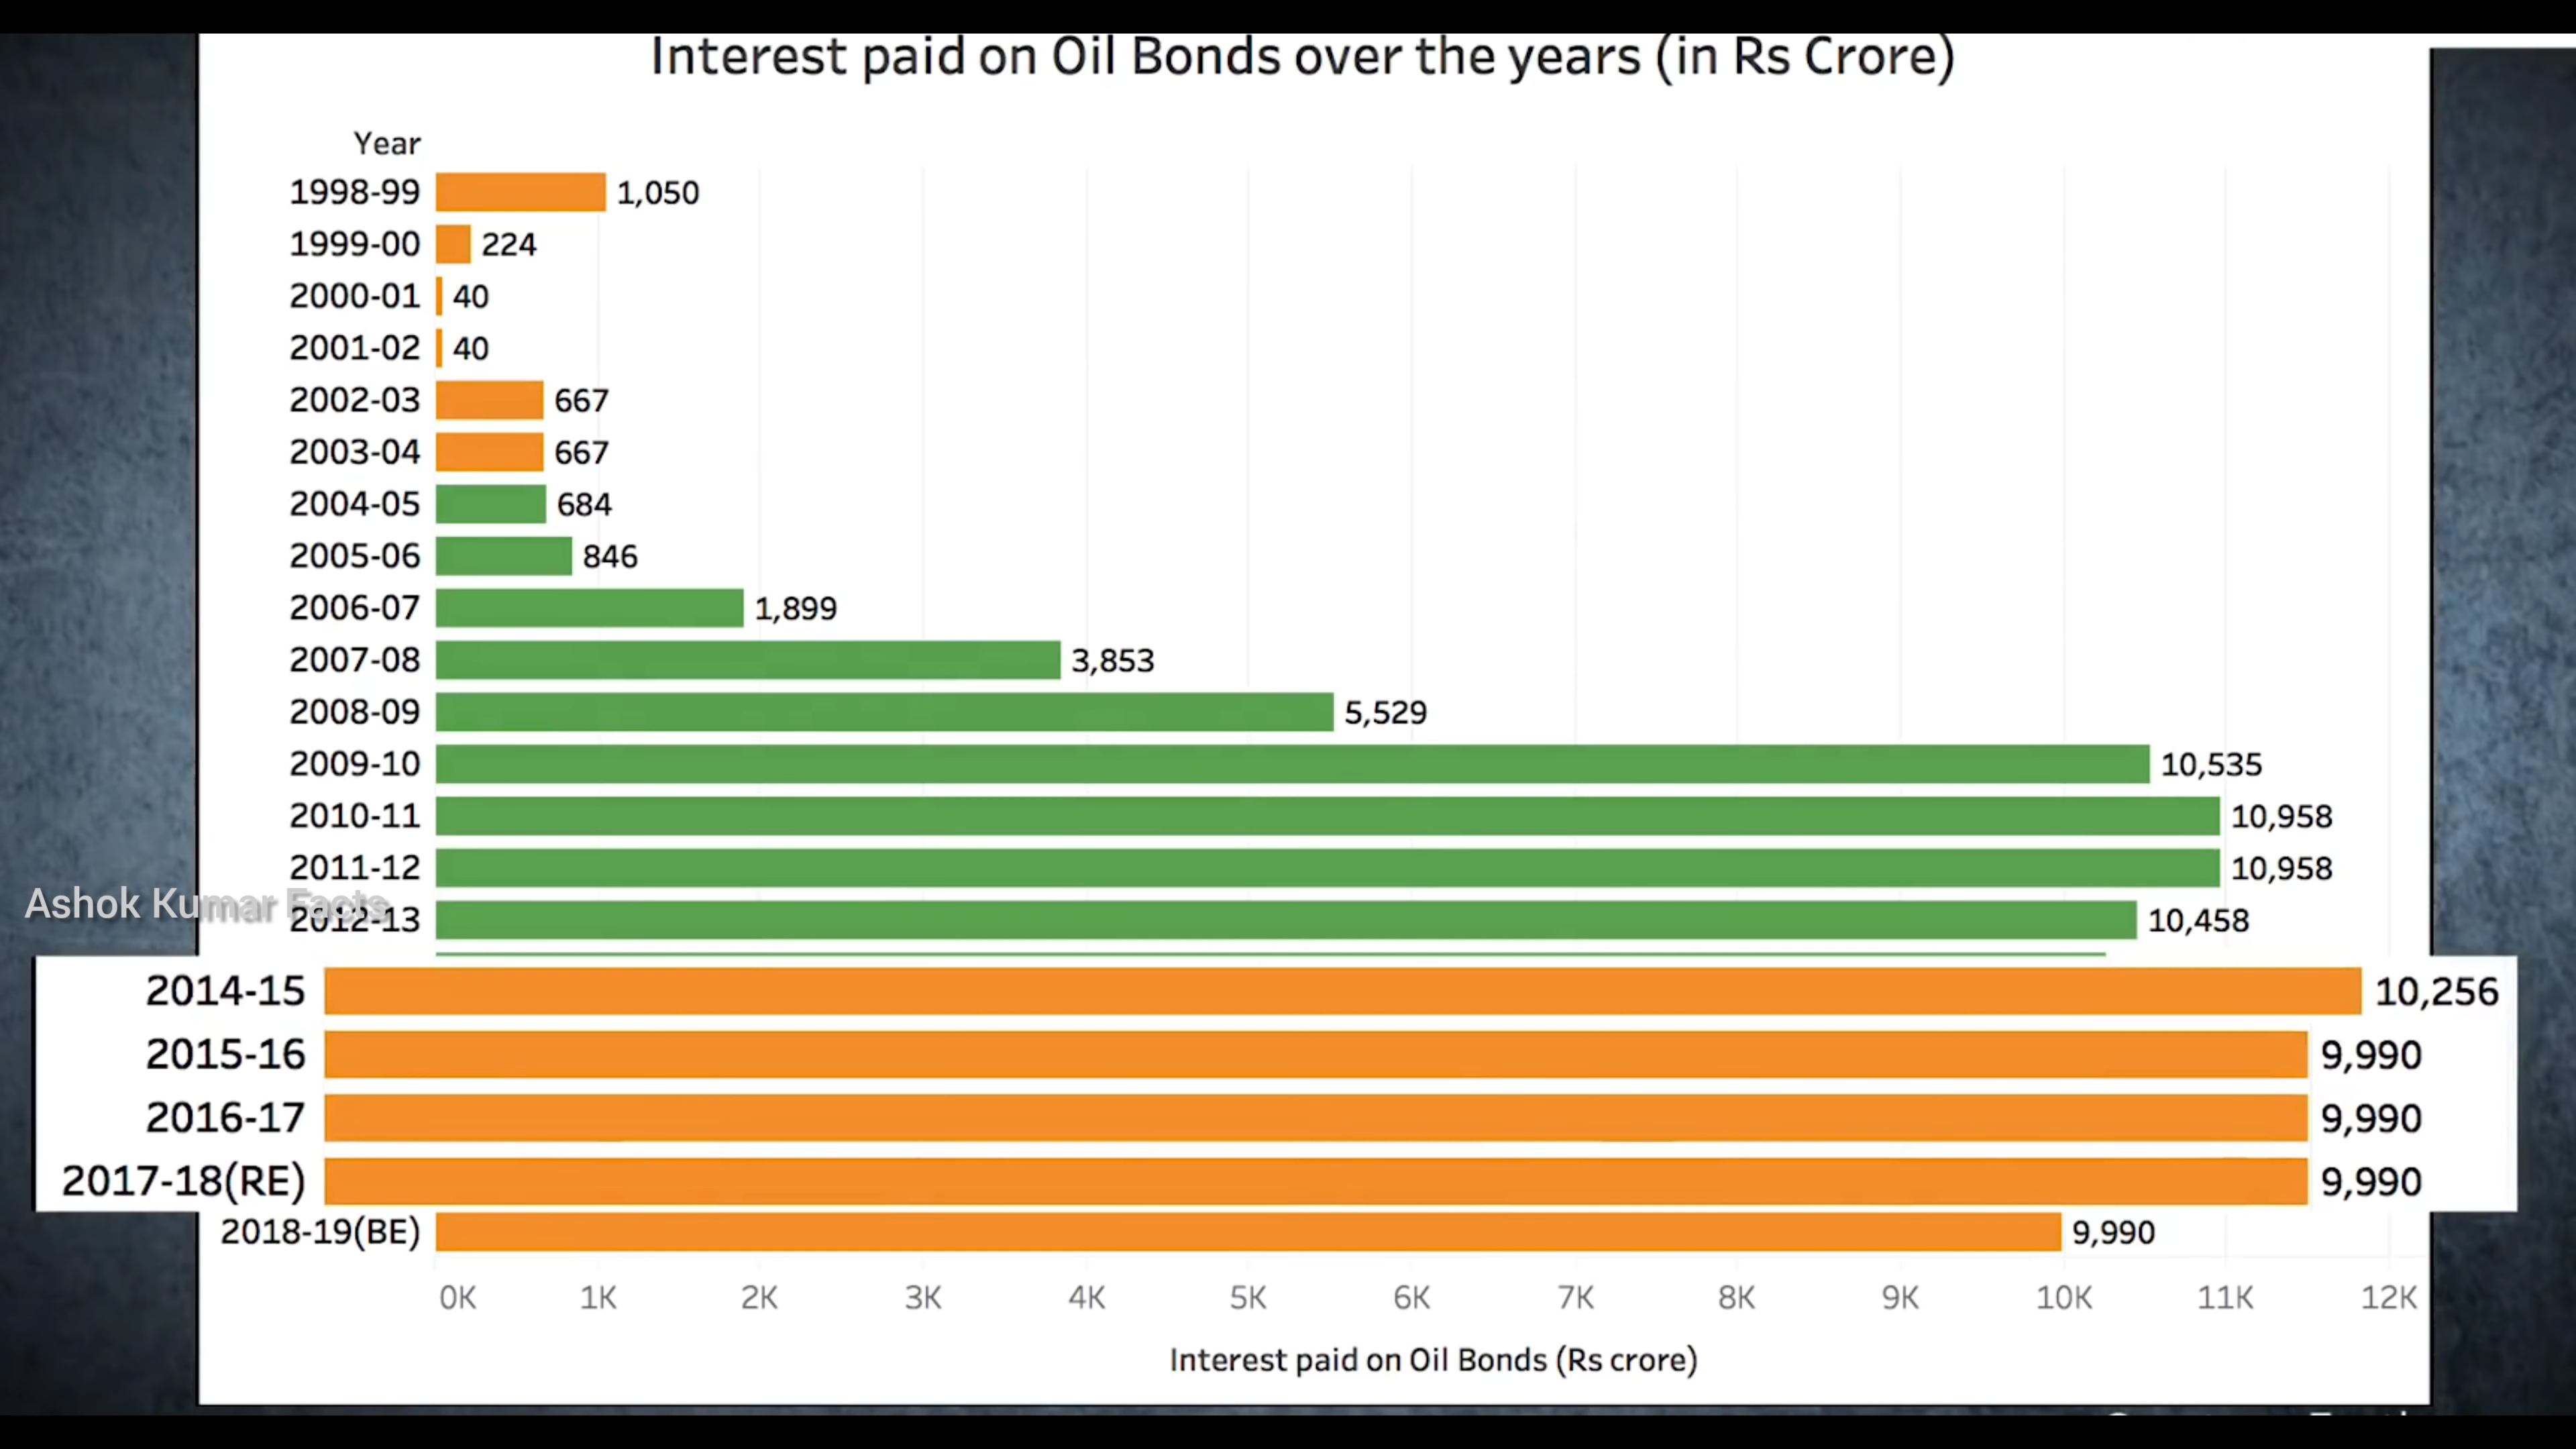 Interest paid on Oil Bonds over the years (in Rs Crore)
Year
1998-99 1,050
1999-00 224
2000-01 40
2001-02 40
2002-03 667
2003-04 667
2004-05 684
2005-06 846
2006-07 1,899
2007-08 3,853
2008-09 5,529
2009-10 10,535
2010-11 10,958
2011-12 10,958
Ashok Kumar Facts
2012-13 10,458
2014-15 10,256
2015-16 9,990
2016-17 9,990
2017-18(RE) 9,990
2018-19(BE) 9,990
0K 1K 2K 3K 4K 5K 6K 7K 8K 9K 10K 11K 12K
Interest paid on Oil Bonds (Rs crore)